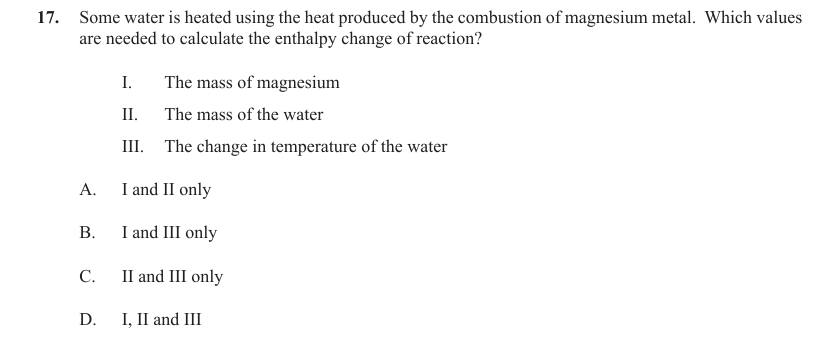 17. Some water is heated using the heat produced by the combustion of magnesium metal. Which values
are needed to calculate the enthalpy change of reaction?
I. The mass of magnesium
II. The mass of the water
III. The change in temperature of the water
A. I and II only
B. I and III only
C. II and III only
D. I, II and III